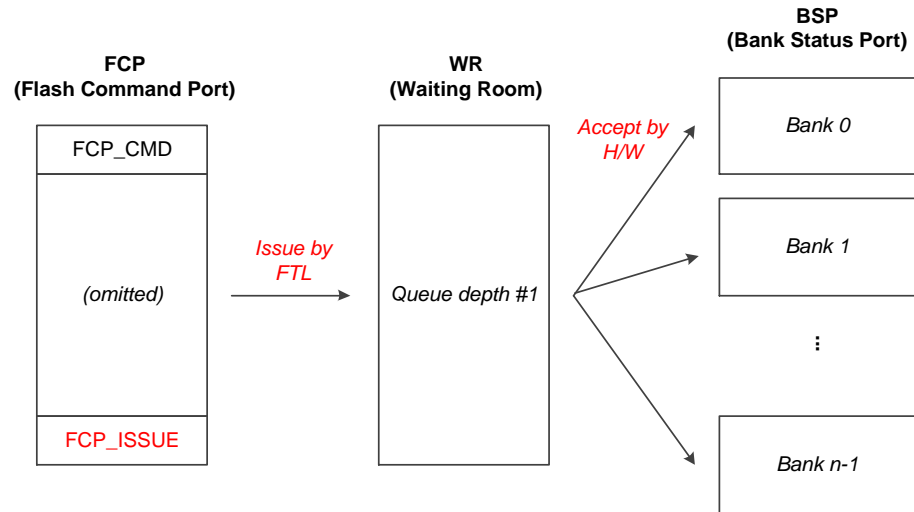 FCP
(Flash Command Port)
FCP_CMD
(omitted)
FCP_ISSUE
Issue by
FTL
WR
(Waiting Room)
Queue depth #1
Accept by
H/W
BSP
(Bank Status Port)
Bank 0
Bank 1
...
Bank n-1